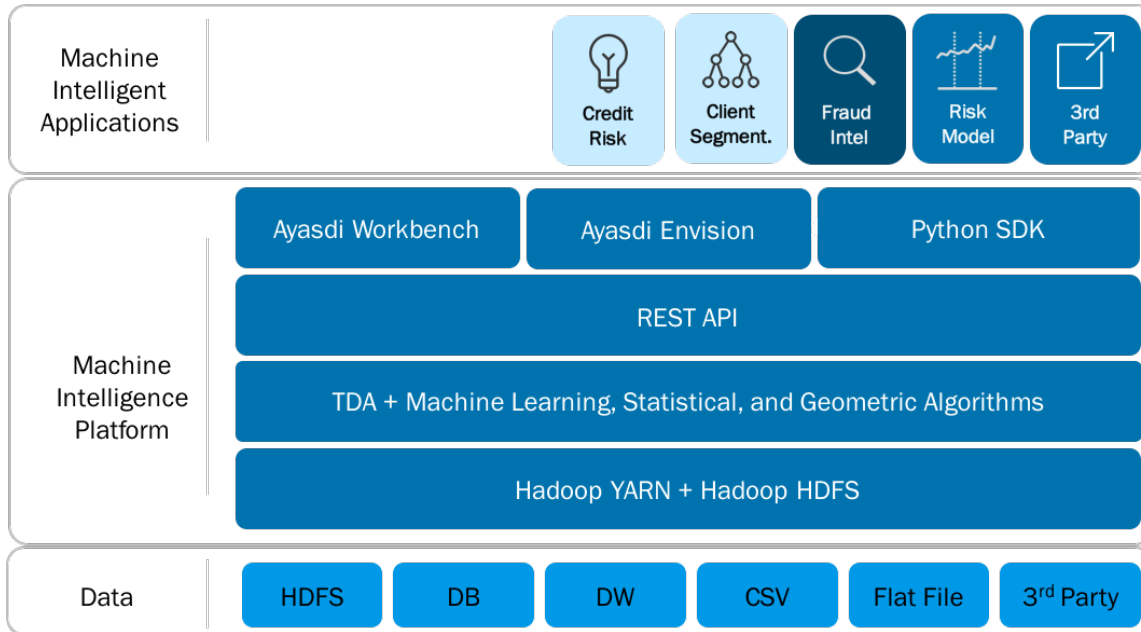 Machine
Intelligent
Applications
Credit
Risk
Client
Segment.
Fraud
Intel
Risk
Model
3rd
Party
Machine
Intelligence
Platform
Ayasdi Workbench
Ayasdi Envision
Python SDK
REST API
TDA + Machine Learning, Statistical, and Geometric Algorithms
Hadoop YARN + Hadoop HDFS
Data
HDFS
DB
DW
CSV
Flat File
3rd Party